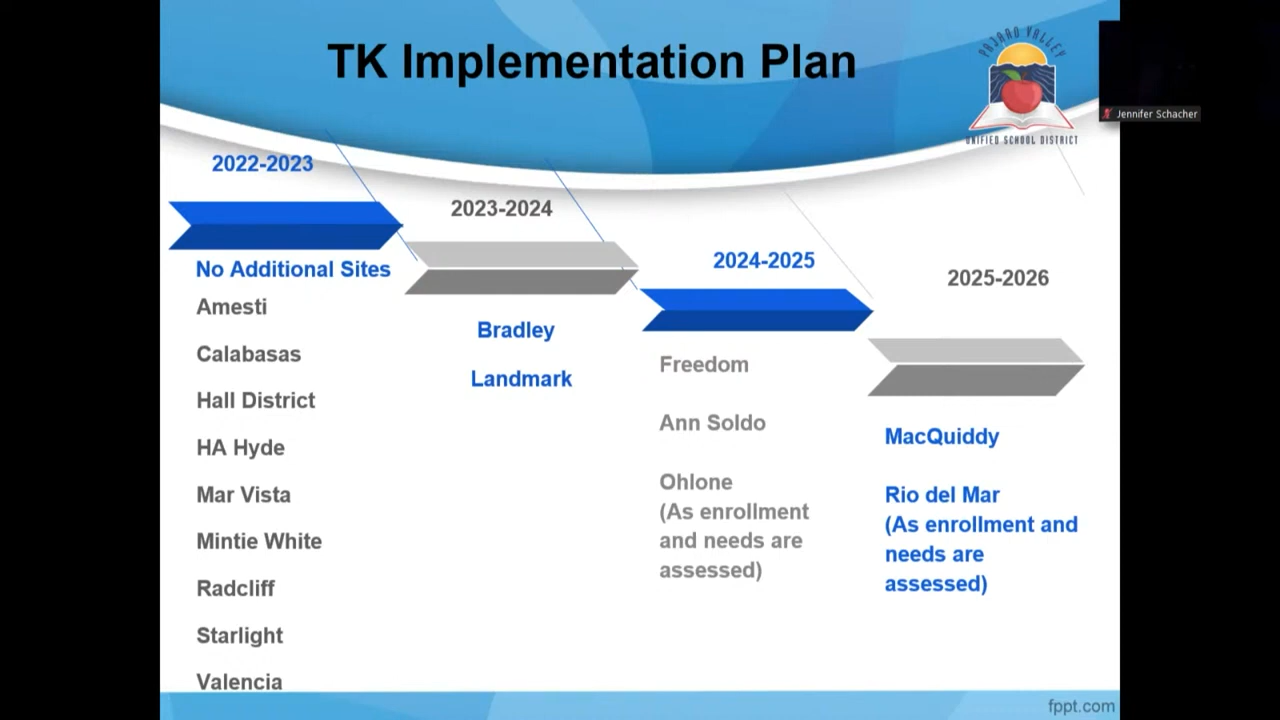 TK Implementation Plan
PAJARO VALLEY
UNIFIED SCHOOL DISTRICT
Jennifer Schacher
2022-2023
No Additional Sites
Amesti
Calabasas
Hall District
HA Hyde
Mar Vista
Mintie White
Radcliff
Starlight
Valencia
2023-2024
Bradley
Landmark
2024-2025
Freedom
Ann Soldo
Ohlone
(As enrollment
and needs are
assessed)
2025-2026
MacQuiddy
Rio del Mar
(As enrollment and
needs are
assessed)
fppt.com